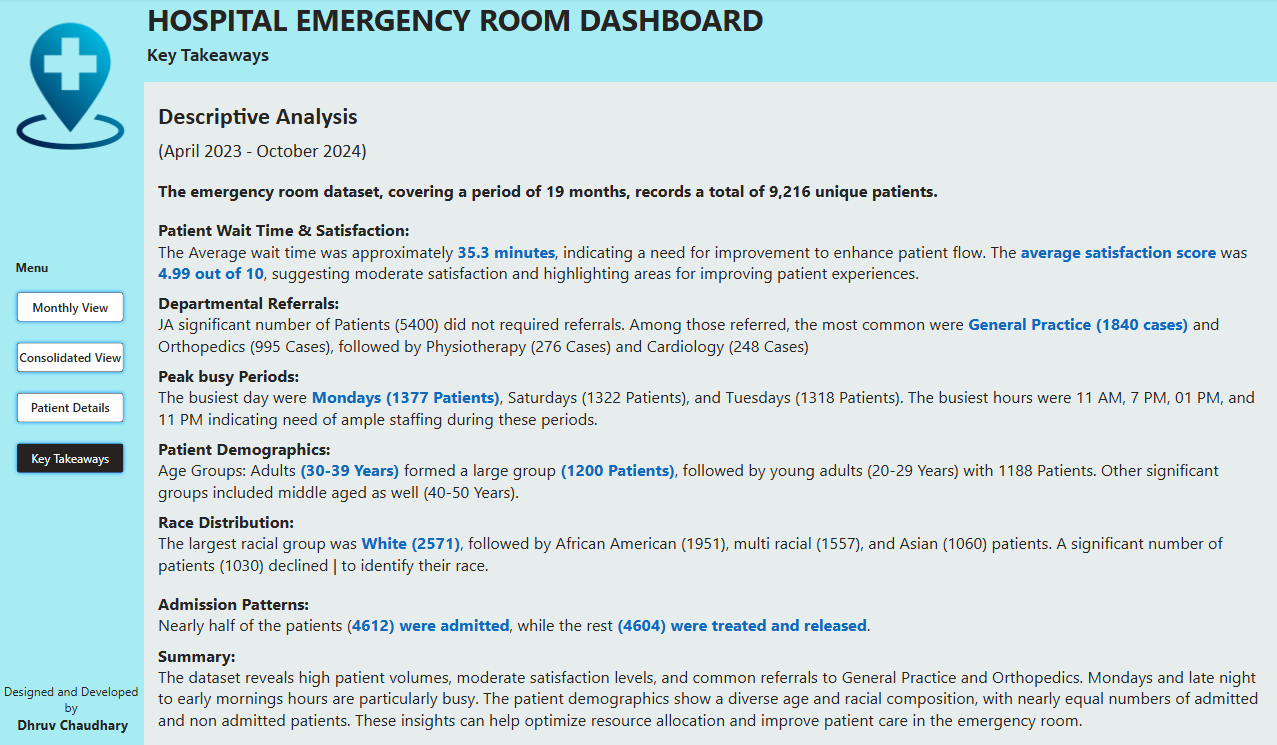 HOSPITAL EMERGENCY ROOM DASHBOARD
Key Takeaways
Menu
Monthly View
Consolidated View
Patient Details
Key Takeaways
Designed and Developed
by
Dhruv Chaudhary
Descriptive Analysis
(April 2023 - October 2024)
The emergency room dataset, covering a period of 19 months, records a total of 9,216 unique patients.
Patient Wait Time & Satisfaction:
The Average wait time was approximately 35.3 minutes, indicating a need for improvement to enhance patient flow. The average satisfaction score was
4.99 out of 10, suggesting moderate satisfaction and highlighting areas for improving patient experiences.
Departmental Referrals:
JA significant number of Patients (5400) did not required referrals. Among those referred, the most common were General Practice (1840 cases) and
Orthopedics (995 Cases), followed by Physiotherapy (276 Cases) and Cardiology (248 Cases)
Peak busy Periods:
The busiest day were Mondays (1377 Patients), Saturdays (1322 Patients), and Tuesdays (1318 Patients). The busiest hours were 11 AM, 7 PM, 01 PM, and
11 PM indicating need of ample staffing during these periods.
Patient Demographics:
Age Groups: Adults (30-39 Years) formed a large group (1200 Patients), followed by young adults (20-29 Years) with 1188 Patients. Other significant
groups included middle aged as well (40-50 Years).
Race Distribution:
The largest racial group was White (2571), followed by African American (1951), multi racial (1557), and Asian (1060) patients. A significant number of
patients (1030) declined | to identify their race.
Admission Patterns:
Nearly half of the patients (4612) were admitted, while the rest (4604) were treated and released.
Summary:
The dataset reveals high patient volumes, moderate satisfaction levels, and common referrals to General Practice and Orthopedics. Mondays and late night
to early mornings hours are particularly busy. The patient demographics show a diverse age and racial composition, with nearly equal numbers of admitted
and non admitted patients. These insights can help optimize resource allocation and improve patient care in the emergency room.